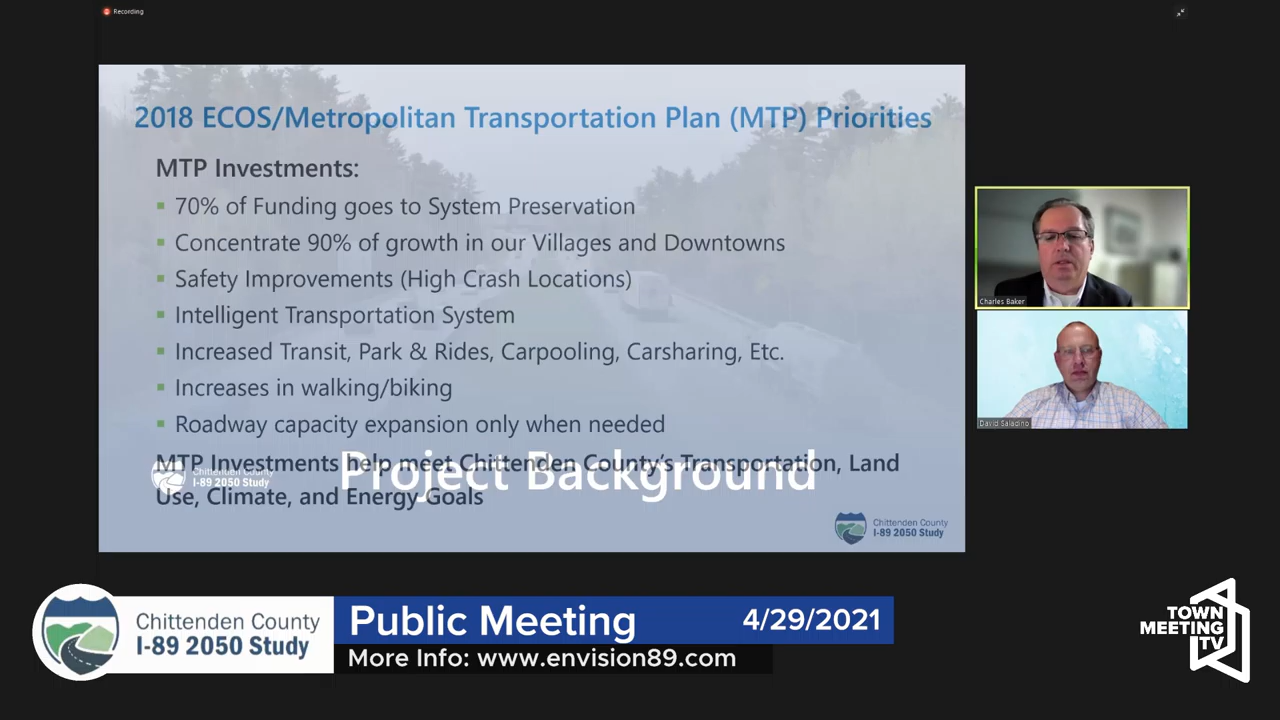 Recording
2018 ECOS/Metropolitan Transportation Plan (MTP) Priorities
MTP Investments:
70% of Funding goes to System Preservation
Concentrate 90% of growth in our Villages and Downtowns
Safety Improvements (High Crash Locations)
Intelligent Transportation System
Increased Transit, Park & Rides, Carpooling, Carsharing, Etc.
Increases in walking/biking
Roadway capacity expansion only when needed
MTP Investments help meet Chittenden County's Transportation, Land
Use, Climate, and Energy Goals
Chittenden County
I-89 2050 Study
Project Background
Chittenden County
I-89 2050 Study
Charles Baker
David Saladino
Chittenden County
I-89 2050 Study
Public Meeting
4/29/2021
More Info: www.envision89.com
TOWN
MEETING
TV